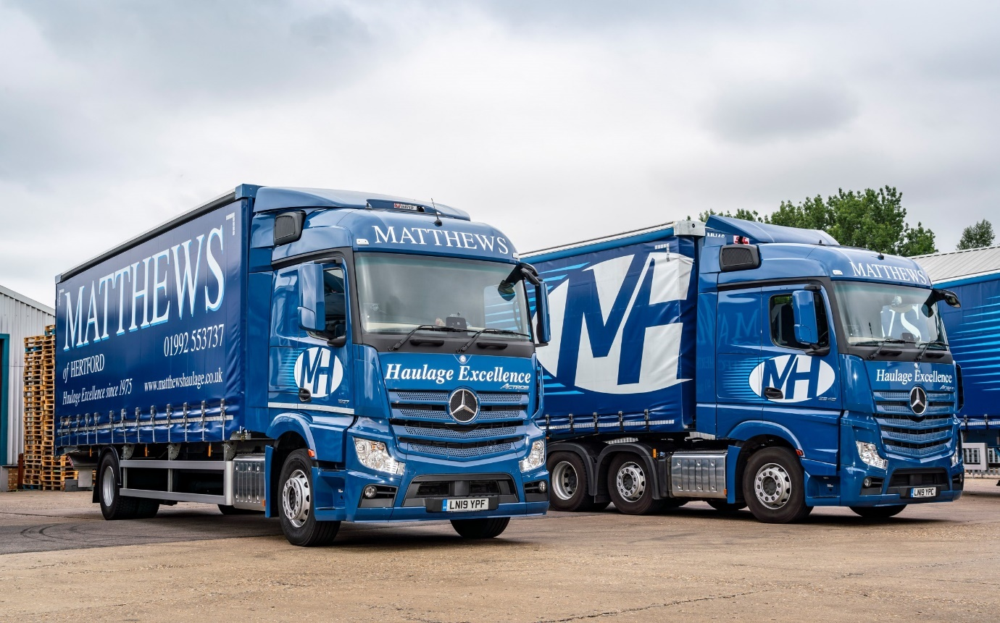 MATTHEWS
of HERTFORD
01992 553737
Haulage Excellence since 1975
www.matthewshaulage.co.uk
MATTHEWS
MH
Haulage Excellence
ACTROS
LN19 YPF
MH
MATTHEWS
MH
Haulage Excellence
LN19 YPC